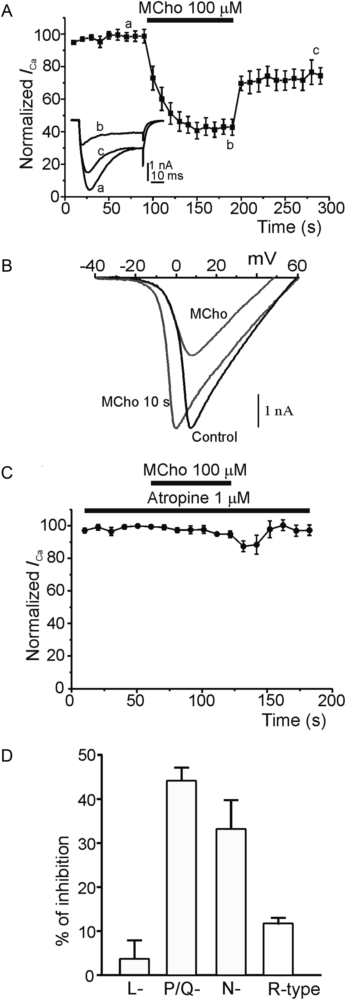 A
MCho 100 μM
Normalized ICa
100
80
60
40
20
0
a
b
c
b
c
a
1 nA
10 ms
0 50 100 150 200 250 300
Time (s)
B
mV
-40 -20 0 20 60
MCho
MCho 10 s
1 nA
Control
C
MCho 100 μM
Atropine 1 μM
Normalized ICa
100
80
60
40
20
0
0 50 100 150 200
Time (s)
D
% of inhibition
50
40
30
20
10
0
L- P/Q- N- R-type